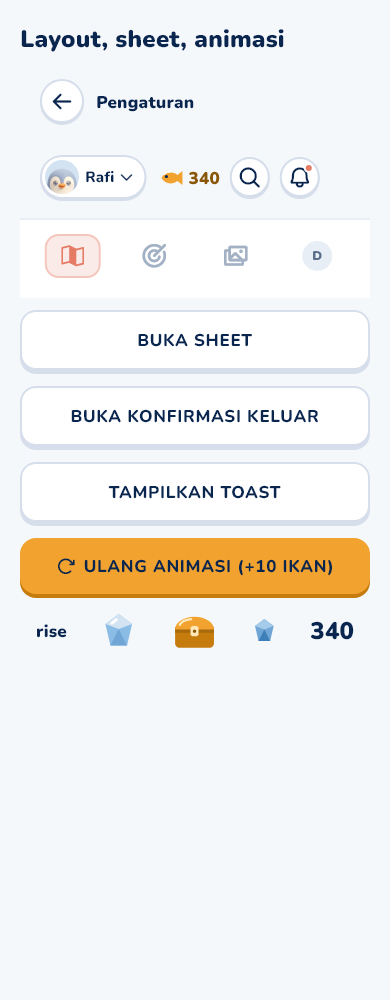 Layout, sheet, animasi
Pengaturan
Rafi
340
D
BUKA SHEET
BUKA KONFIRMASI KELUAR
TAMPILKAN TOAST
ULANG ANIMASI (+10 IKAN)
rise
340